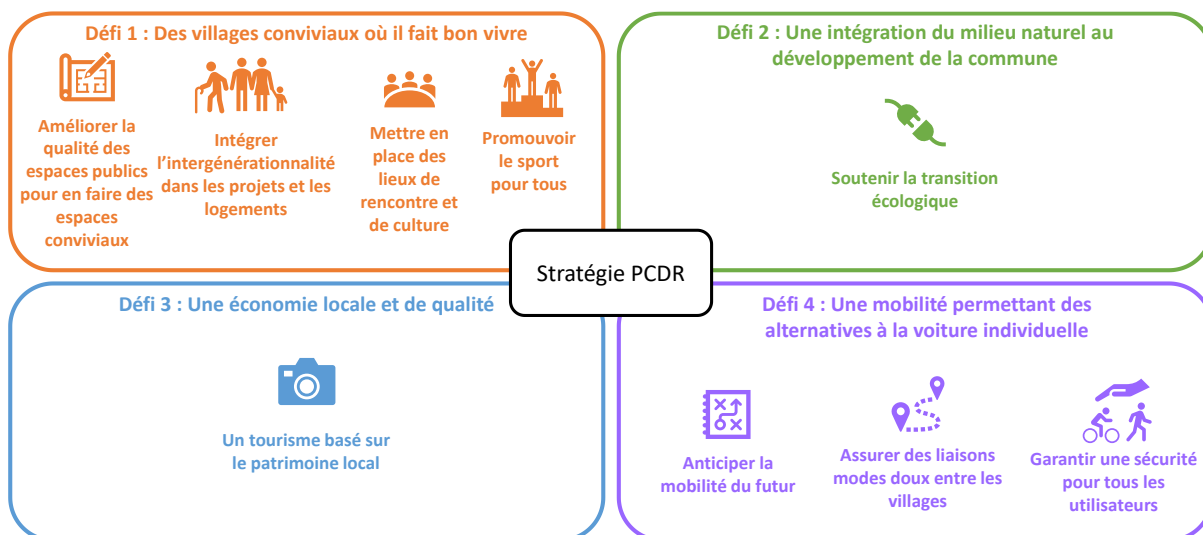 Défi 1 : Des villages conviviaux où il fait bon vivre
Améliorer la
qualité des
espaces publics
pour en faire des
espaces
conviviaux
Intégrer
l'intergénérationnalité
dans les projets et les
logements
Mettre en
place des
lieux de
rencontre et
de culture
Promouvoir
le sport
pour tous
Défi 2 : Une intégration du milieu naturel au
développement de la commune
Soutenir la transition
écologique
Stratégie PCDR
Défi 3 : Une économie locale et de qualité
Un tourisme basé sur
le patrimoine local
Défi 4 : Une mobilité permettant des
alternatives à la voiture individuelle
Anticiper la
mobilité du futur
Assurer des liaisons
modes doux entre les
villages
Garantir une sécurité
pour tous les
utilisateurs